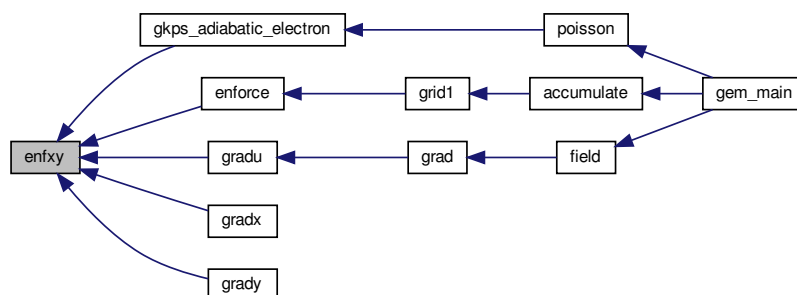 gkps_adiabatic_electron
poisson
enforce
grid1
accumulate
gem_main
enfxy
gradu
grad
field
gradx
grady